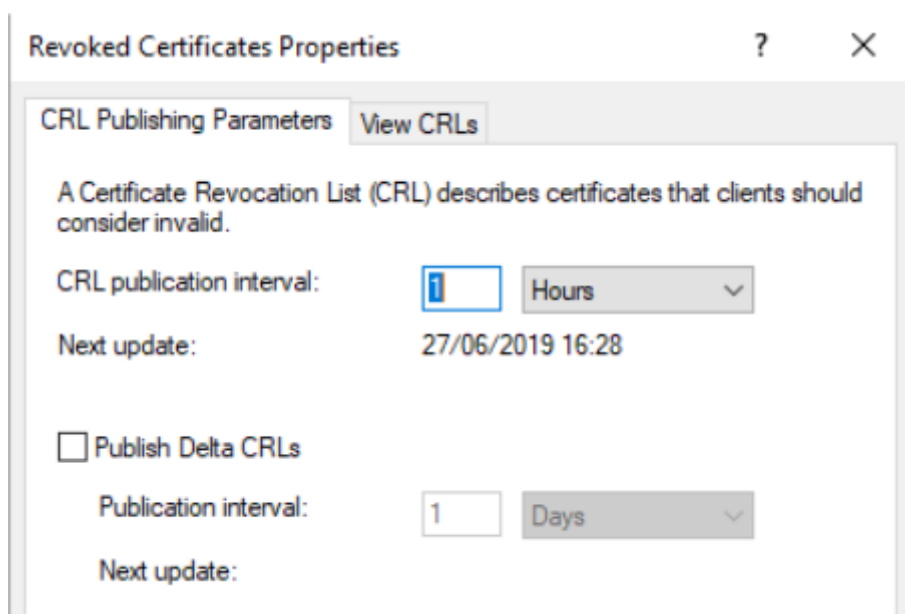 Revoked Certificates Properties ? ×
CRL Publishing Parameters View CRLs
A Certificate Revocation List (CRL) describes certificates that clients should
consider invalid.
CRL publication interval: 1 Hours
Next update: 27/06/2019 16:28
Publish Delta CRLs
Publication interval: 1 Days
Next update: